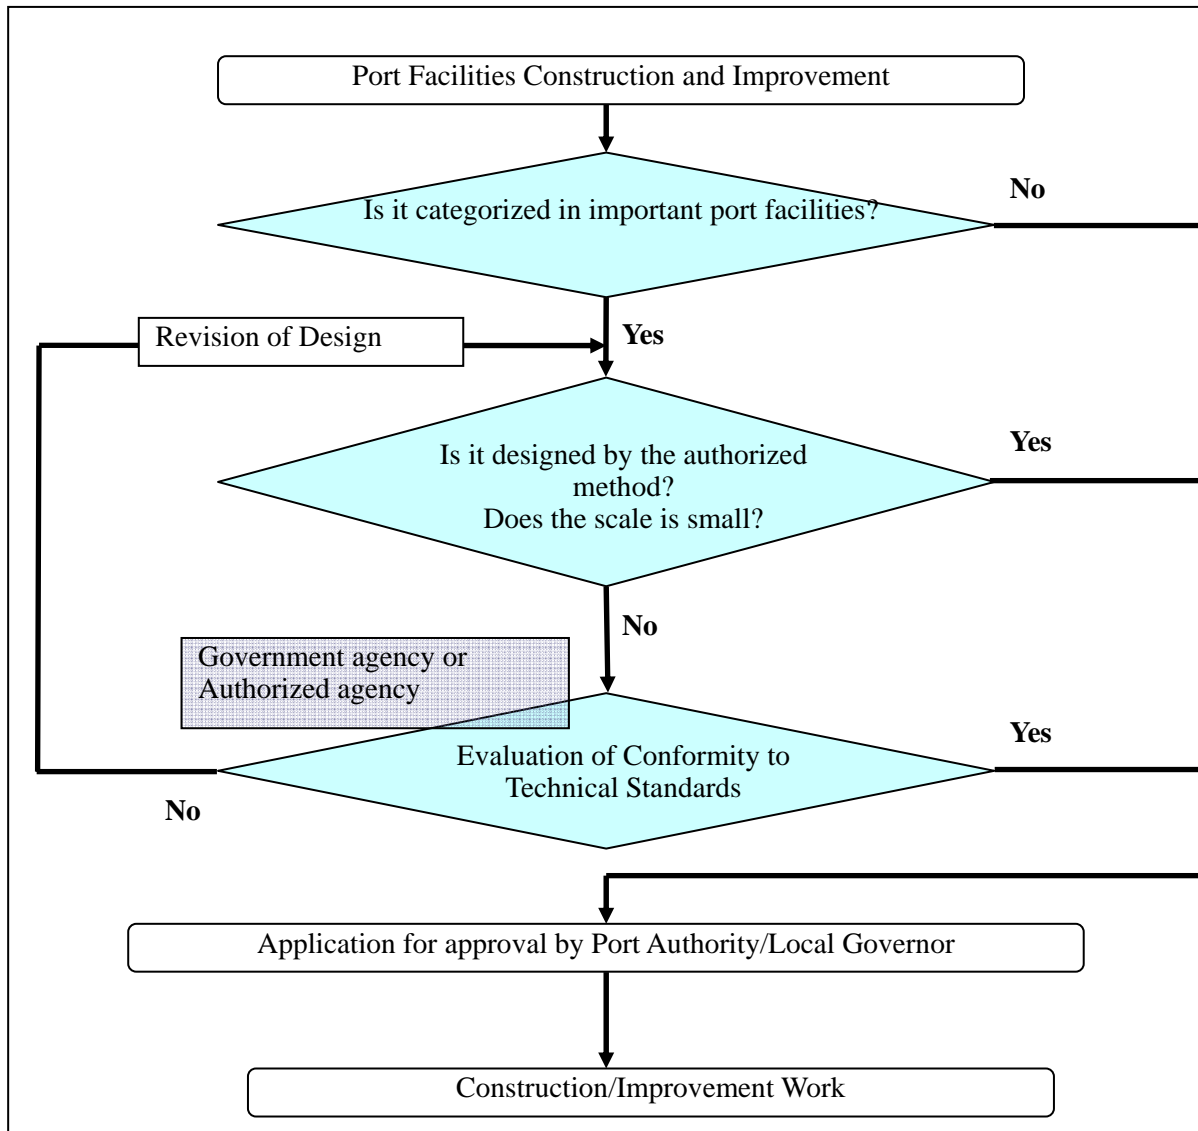 Port Facilities Construction and Improvement
Is it categorized in important port facilities?
No
Yes
Revision of Design
Is it designed by the authorized
method?
Does the scale is small?
Yes
No
Government agency or
Authorized agency
Evaluation of Conformity to
Technical Standards
Yes
No
Application for approval by Port Authority/Local Governor
Construction/Improvement Work